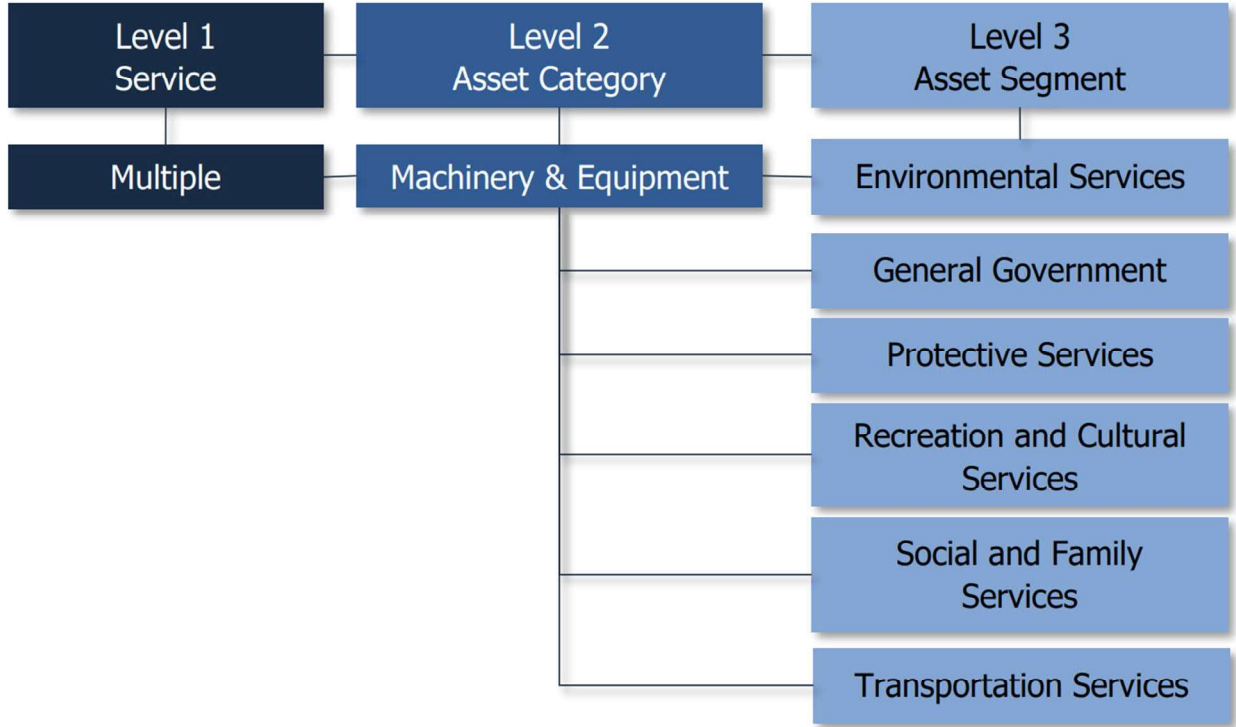 Level 1
Service
Level 2
Asset Category
Level 3
Asset Segment
Multiple
Machinery & Equipment
Environmental Services
General Government
Protective Services
Recreation and Cultural
Services
Social and Family
Services
Transportation Services